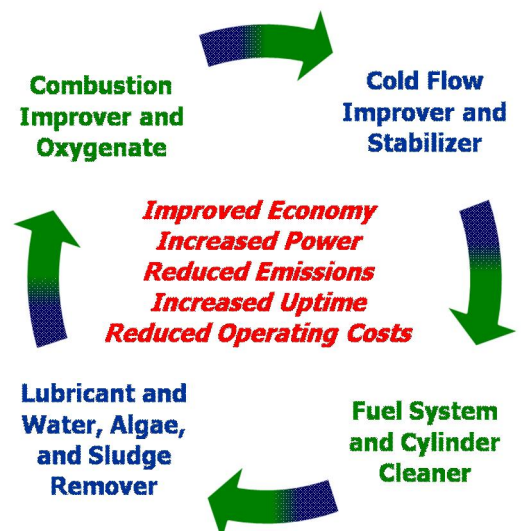 Combustion
Improver and
Oxygenate
Cold Flow
Improver and
Stabilizer
Improved Economy
Increased Power
Reduced Emissions
Increased Uptime
Reduced Operating Costs
Lubricant and
Water, Algae,
and Sludge
Remover
Fuel System
and Cylinder
Cleaner